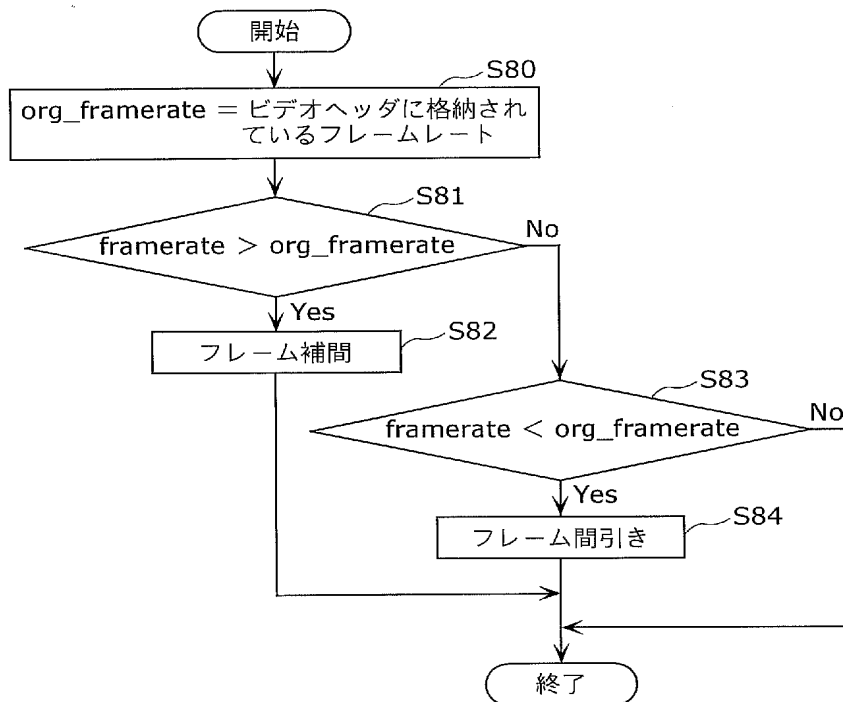 開始
S80
org_framerate = ビデオヘッダに格納され
ているフレームレート
S81
framerate > org_framerate
No
Yes
フレーム補間
S82
S83
framerate < org_framerate
No
Yes
フレーム間引き
S84
終了